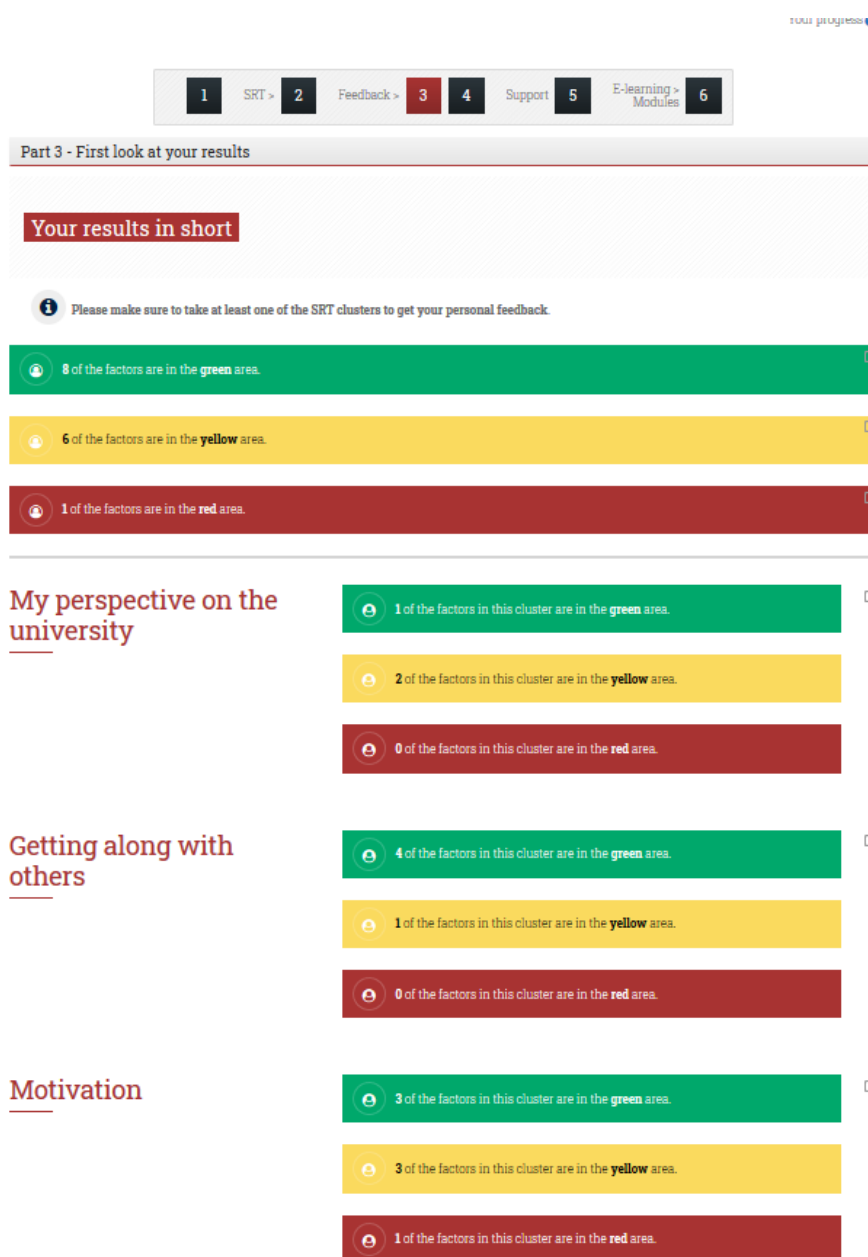 Your progress
1 SRT > 2 Feedback > 3 4 Support 5 E-learning > Modules 6
Part 3 - First look at your results
Your results in short
Please make sure to take at least one of the SRT clusters to get your personal feedback.
8 of the factors are in the green area.
6 of the factors are in the yellow area.
1 of the factors are in the red area.
My perspective on the
university
1 of the factors in this cluster are in the green area.
2 of the factors in this cluster are in the yellow area.
0 of the factors in this cluster are in the red area.
Getting along with
others
4 of the factors in this cluster are in the green area.
1 of the factors in this cluster are in the yellow area.
0 of the factors in this cluster are in the red area.
Motivation
3 of the factors in this cluster are in the green area.
3 of the factors in this cluster are in the yellow area.
1 of the factors in this cluster are in the red area.